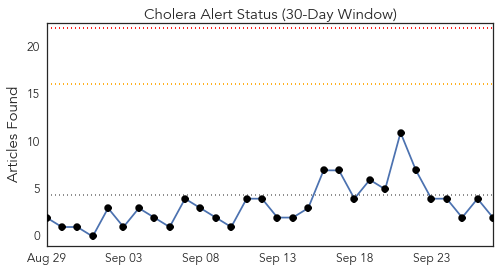 Cholera Alert Status (30-Day Window)
Articles Found
20
15
10
5
0
Aug 29 Sep 03 Sep 08 Sep 13 Sep 18 Sep 23